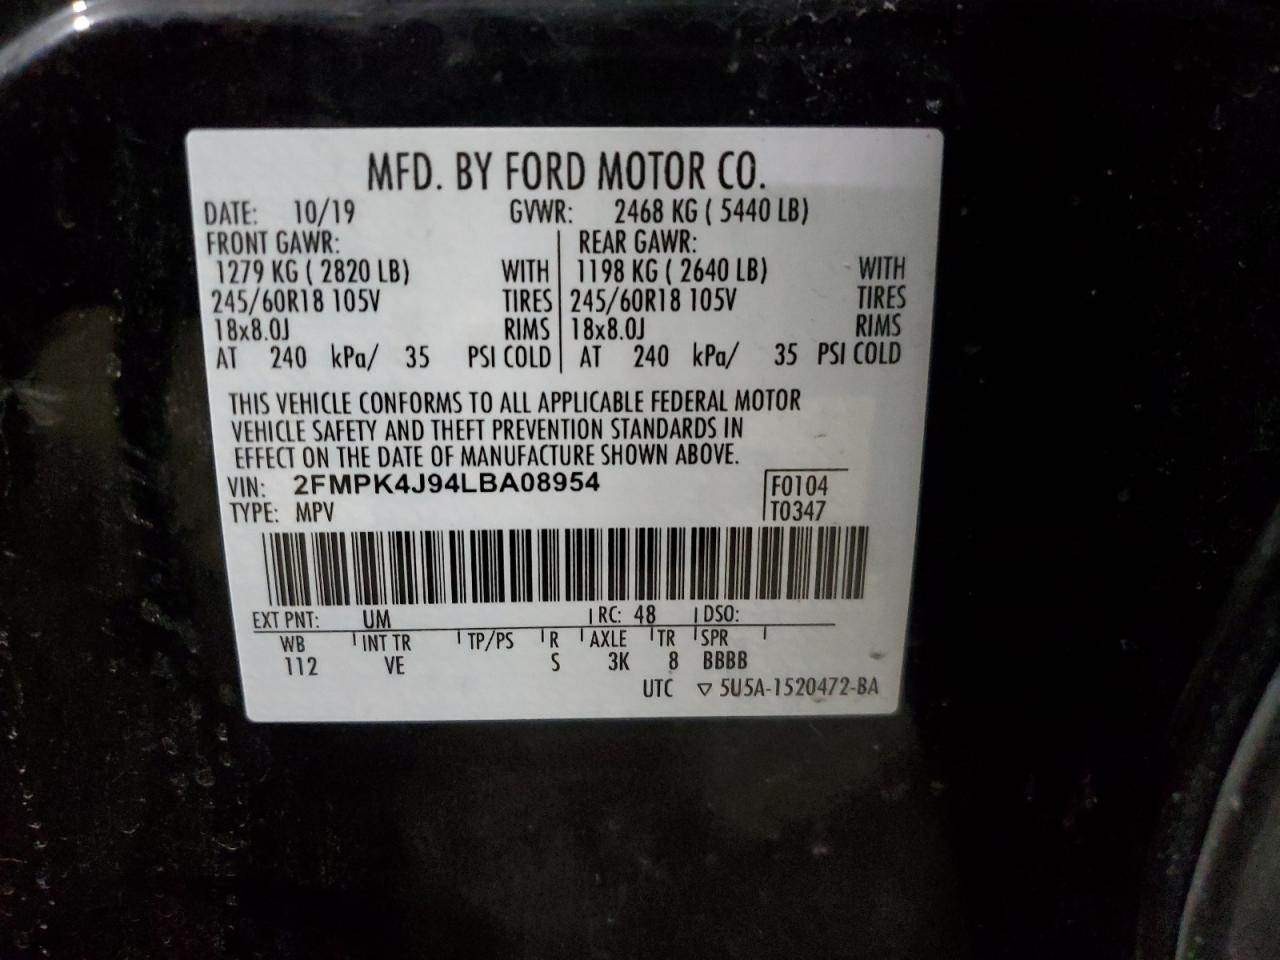 MFD. BY FORD MOTOR CO.
DATE: 10/19 GVWR: 2468 KG ( 5440 LB)
FRONT GAWR: REAR GAWR:
1279 KG ( 2820 LB) WITH 1198 KG ( 2640 LB) WITH
245/60R18 105V TIRES 245/60R18 105V TIRES
18x8.0J RIMS 18x8.0J RIMS
AT 240 kPa/ 35 PSI COLD AT 240 kPa/ 35 PSI COLD
THIS VEHICLE CONFORMS TO ALL APPLICABLE FEDERAL MOTOR
VEHICLE SAFETY AND THEFT PREVENTION STANDARDS IN
EFFECT ON THE DATE OF MANUFACTURE SHOWN ABOVE.
VIN: 2FMPK4J94LBA08954 F0104
TYPE: MPV T0347
EXT PNT: UM RC: 48 DSO:
WB INT TR TP/PS R AXLE TR SPR
112 VE S 3K 8 BBBB
UTC ▽ 5U5A-1520472-BA